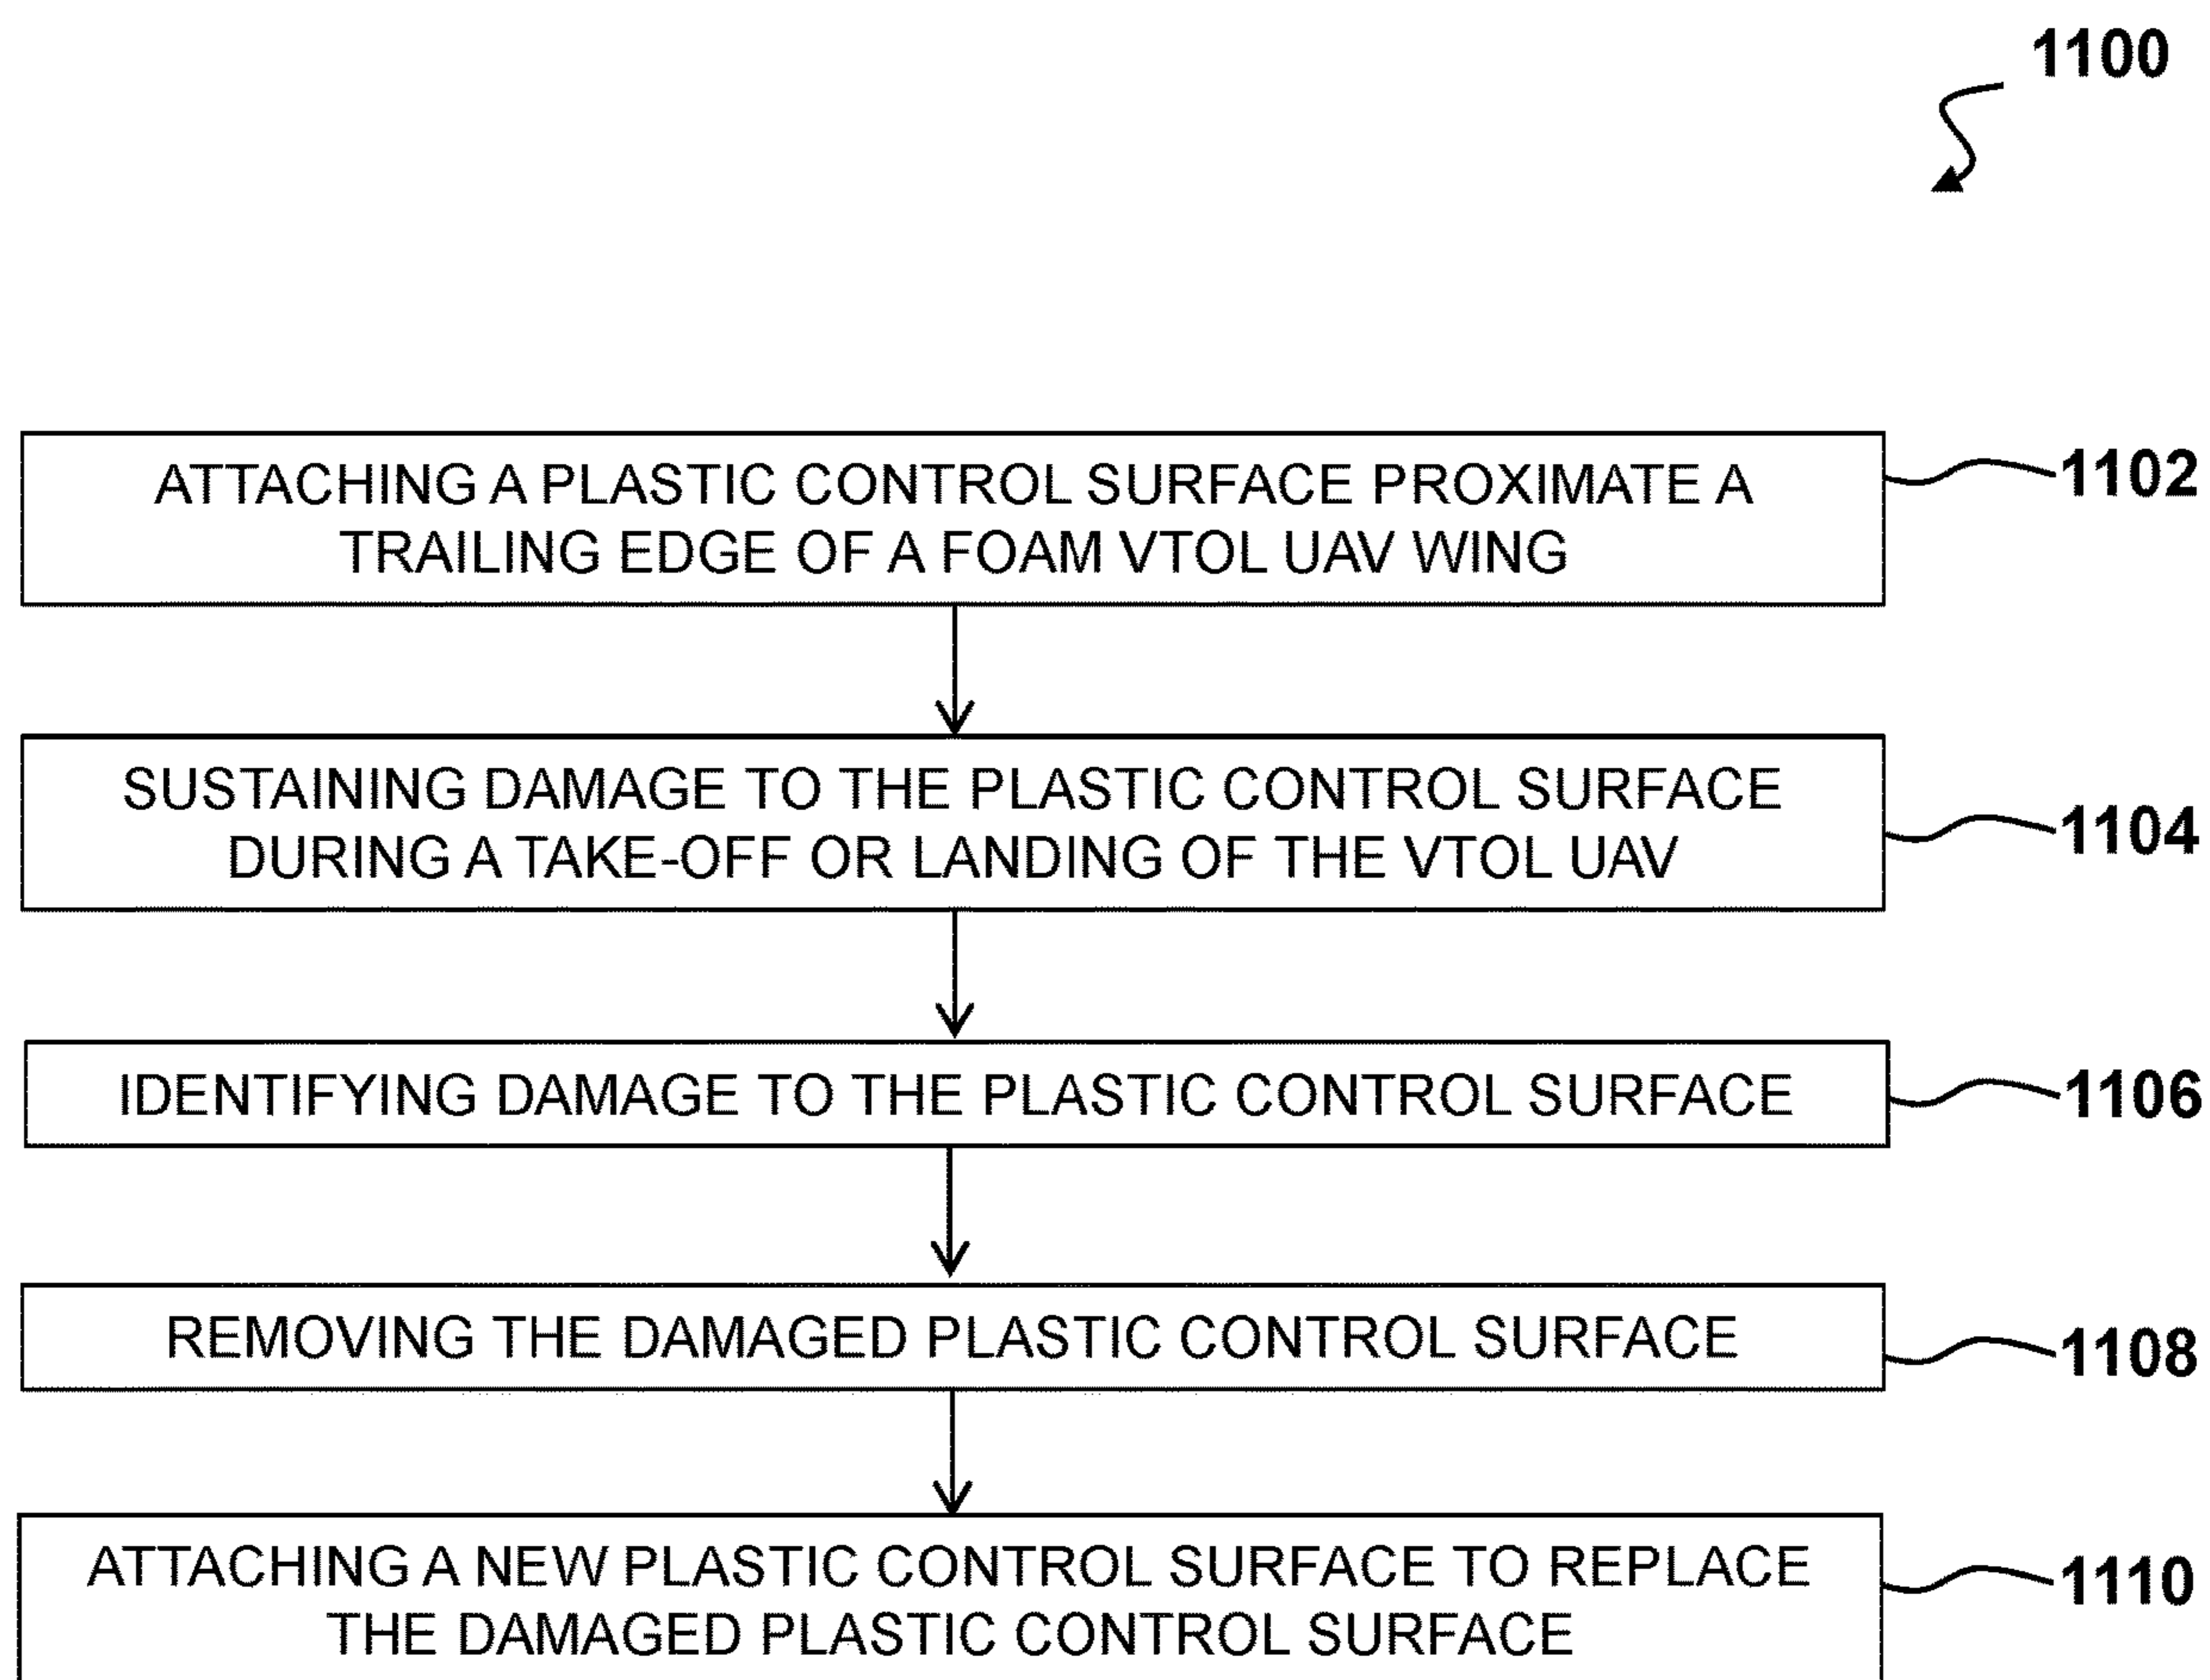 1100
ATTACHING A PLASTIC CONTROL SURFACE PROXIMATE A
TRAILING EDGE OF A FOAM VTOL UAV WING
1102
SUSTAINING DAMAGE TO THE PLASTIC CONTROL SURFACE
DURING A TAKE-OFF OR LANDING OF THE VTOL UAV
1104
IDENTIFYING DAMAGE TO THE PLASTIC CONTROL SURFACE
1106
REMOVING THE DAMAGED PLASTIC CONTROL SURFACE
1108
ATTACHING A NEW PLASTIC CONTROL SURFACE TO REPLACE
THE DAMAGED PLASTIC CONTROL SURFACE
1110